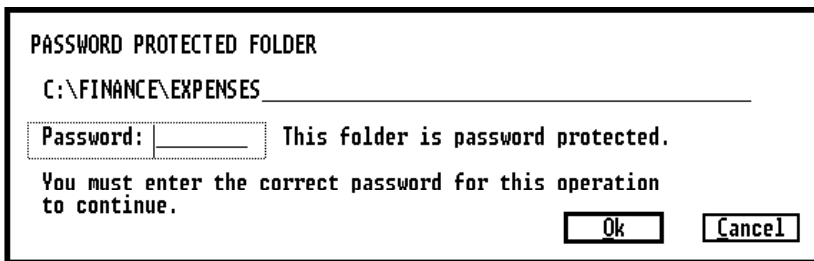 PASSWORD PROTECTED FOLDER
C:\FINANCE\EXPENSES
Password: This folder is password protected.
You must enter the correct password for this operation
to continue.
Ok Cancel